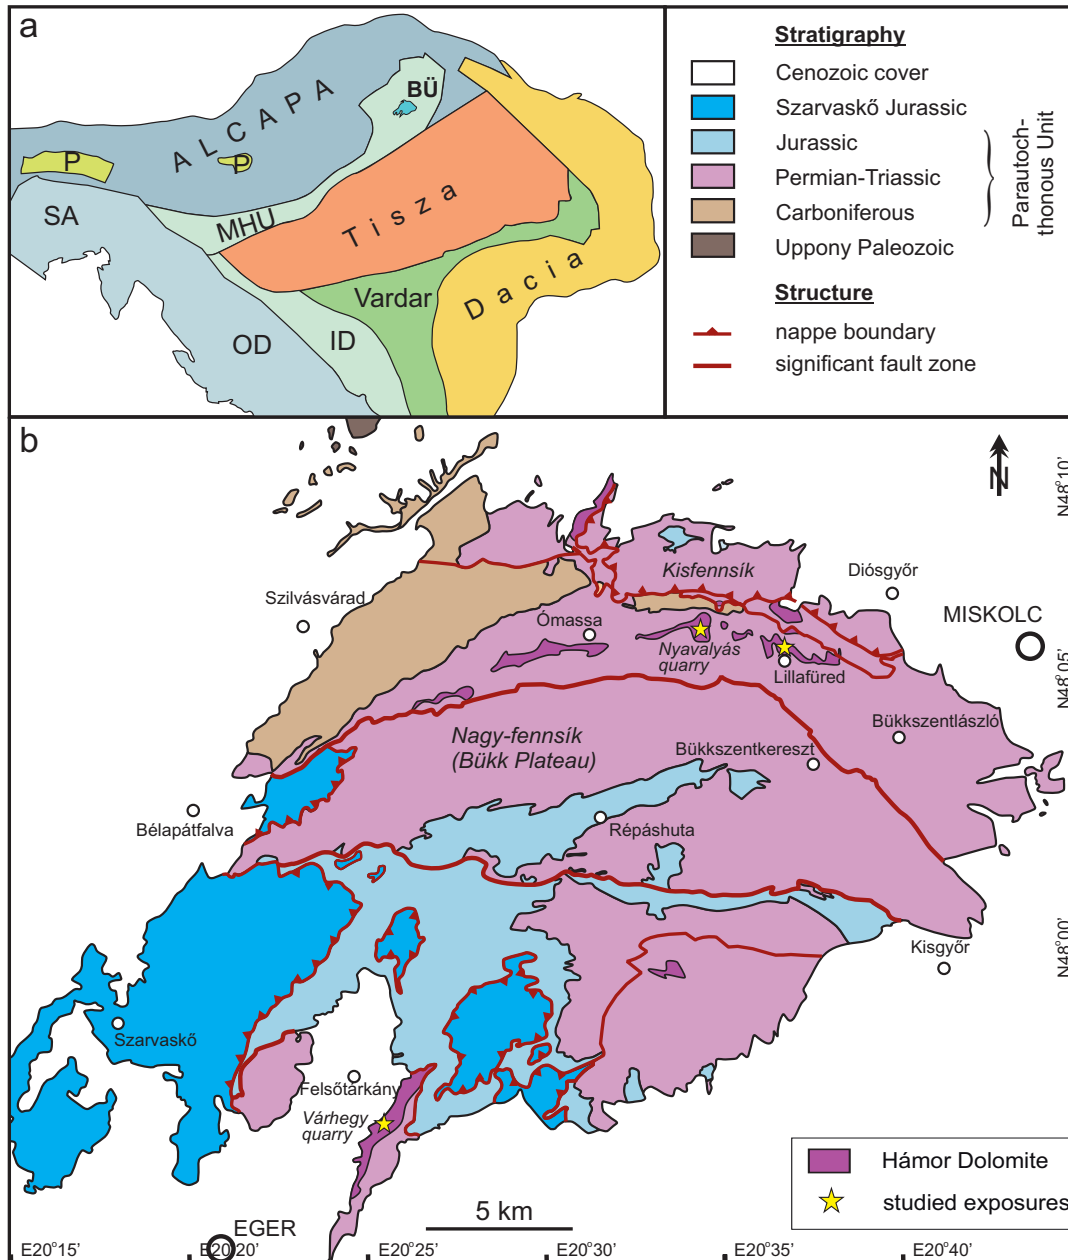 a
ALCAPA
BÜ
P
P
SA
MHU
Tisza
Vardar
Dacia
OD
ID
Stratigraphy
Cenozoic cover
Szarvaskő Jurassic
Jurassic
Permian-Triassic
Carboniferous
Uppony Paleozoic
Parautoch-
thonous Unit
Structure
nappe boundary
significant fault zone
b
N
N48°10'
Kisfennsík
Diósgyőr
Szilvásvárad
MISKOLC
Ómassa
Nyavalyás
quarry
Lillafüred
N48°05'
Bükkszentlászló
Nagy-fennsík
(Bükk Plateau)
Bükkszentkereszt
Bélapátfalva
Répáshuta
N48°00'
Kisgyőr
Szarvaskő
Felsőtárkány
Várhegy
quarry
Hámor Dolomite
studied exposures
5 km
EGER
E20°15'
E20°20'
E20°25'
E20°30'
E20°35'
E20°40'